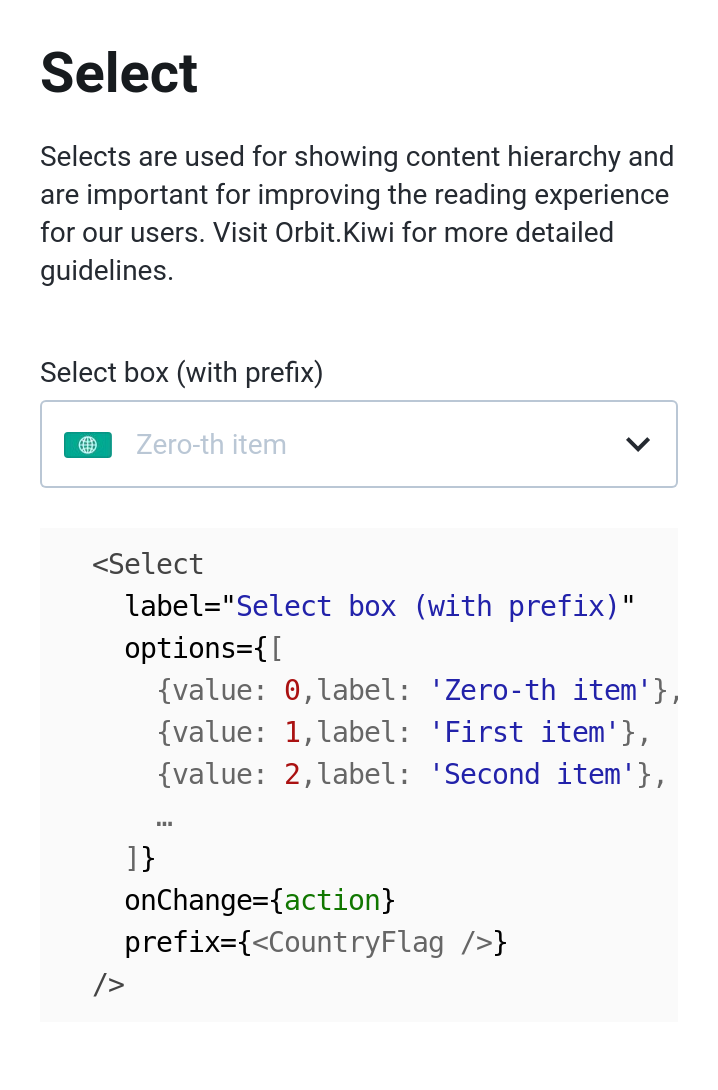 Select
Selects are used for showing content hierarchy and
are important for improving the reading experience
for our users. Visit Orbit.Kiwi for more detailed
guidelines.
Select box (with prefix)
Zero-th item
<Select
label="Select box (with prefix)"
options={[
{value: 0,label: 'Zero-th item'},
{value: 1,label: 'First item'},
{value: 2,label: 'Second item'},
…
]}
onChange={action}
prefix={<CountryFlag />}
/>